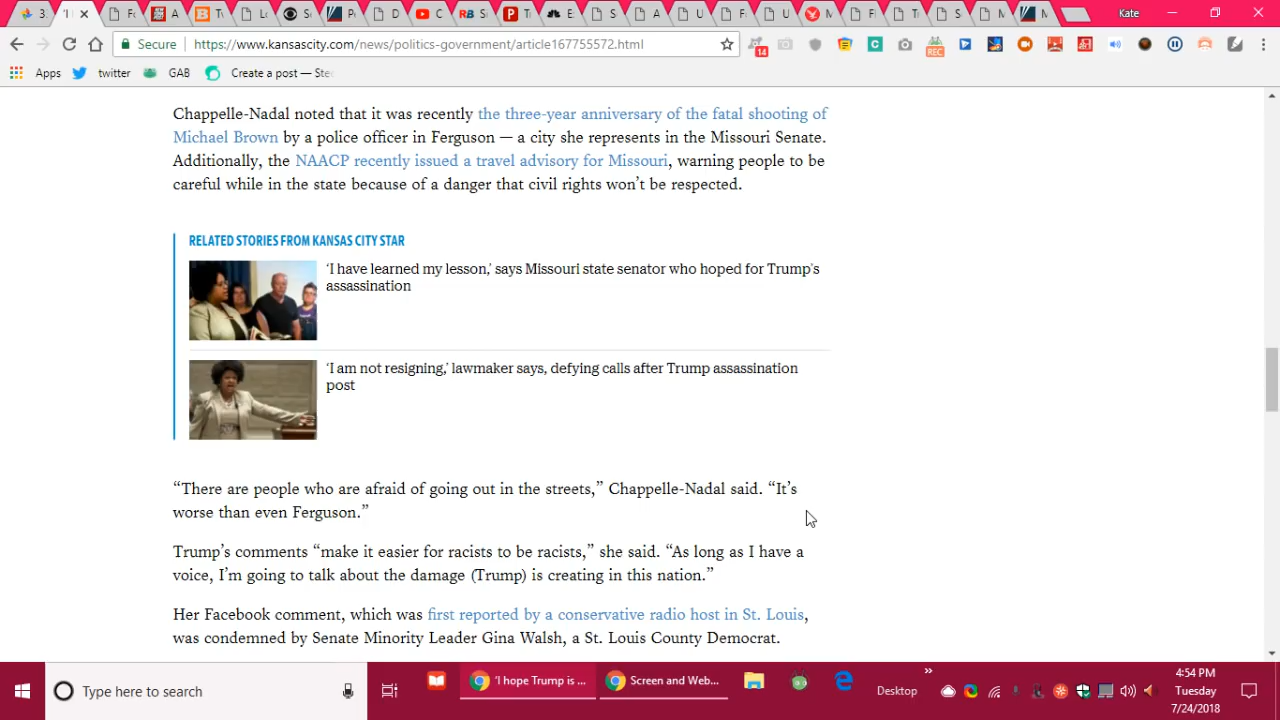 Kate
Secure
https://www.kansascity.com/news/politics-government/article167755572.html
14
REC
Apps
twitter
GAB
Create a post — Ste
Chappelle-Nadal noted that it was recently the three-year anniversary of the fatal shooting of
Michael Brown by a police officer in Ferguson — a city she represents in the Missouri Senate.
Additionally, the NAACP recently issued a travel advisory for Missouri, warning people to be
careful while in the state because of a danger that civil rights won’t be respected.
RELATED STORIES FROM KANSAS CITY STAR
‘I have learned my lesson,’ says Missouri state senator who hoped for Trump’s
assassination
‘I am not resigning,’ lawmaker says, defying calls after Trump assassination
post
“There are people who are afraid of going out in the streets,” Chappelle-Nadal said. “It’s
worse than even Ferguson.”
Trump’s comments “make it easier for racists to be racists,” she said. “As long as I have a
voice, I’m going to talk about the damage (Trump) is creating in this nation.”
Her Facebook comment, which was first reported by a conservative radio host in St. Louis,
was condemned by Senate Minority Leader Gina Walsh, a St. Louis County Democrat.
Type here to search
‘I hope Trump is ...
Screen and Web...
Desktop
4:54 PM
Tuesday
7/24/2018